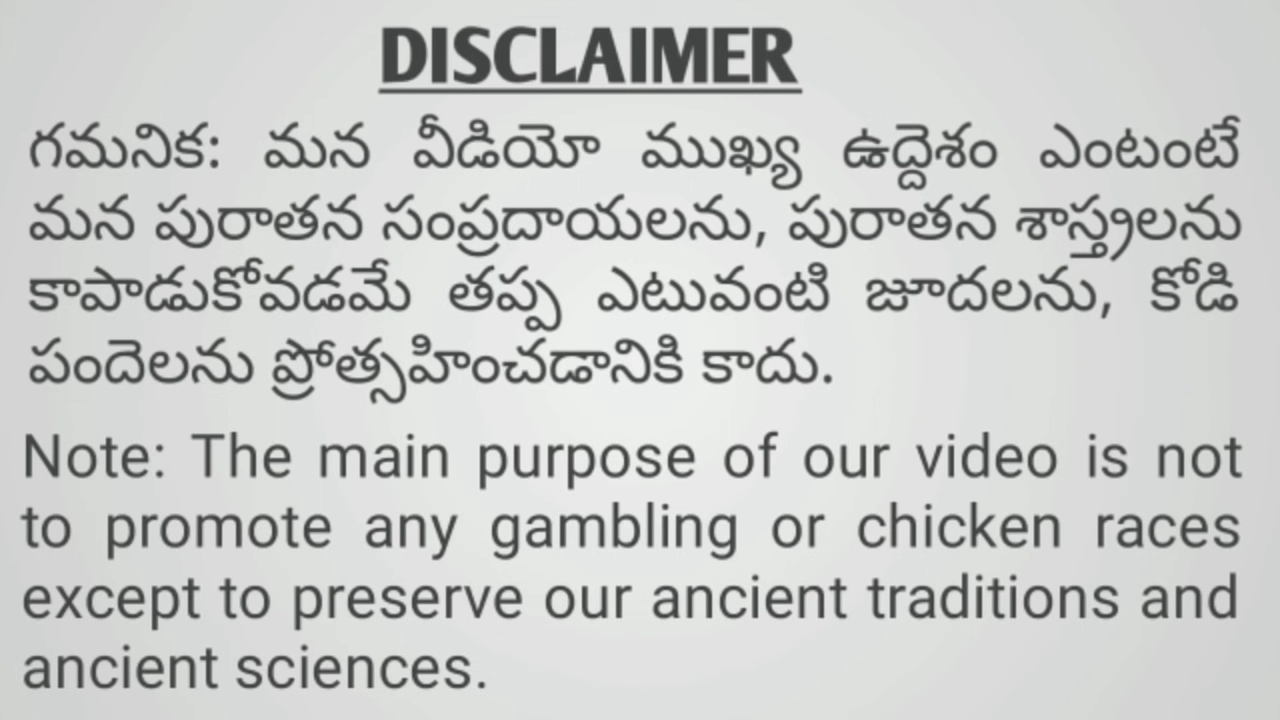 DISCLAIMER
గమనిక: మన వీడియో ముఖ్య ఉద్దెశం ఎంటంటే
మన పురాతన సంప్రదాయలను, పురాతన శాస్త్రలను
కాపాడుకోవడమే తప్ప ఎటువంటి జూదలను, కోడి
పందెలను ప్రోత్సహించడానికి కాదు.
Note: The main purpose of our video is not
to promote any gambling or chicken races
except to preserve our ancient traditions and
ancient sciences.